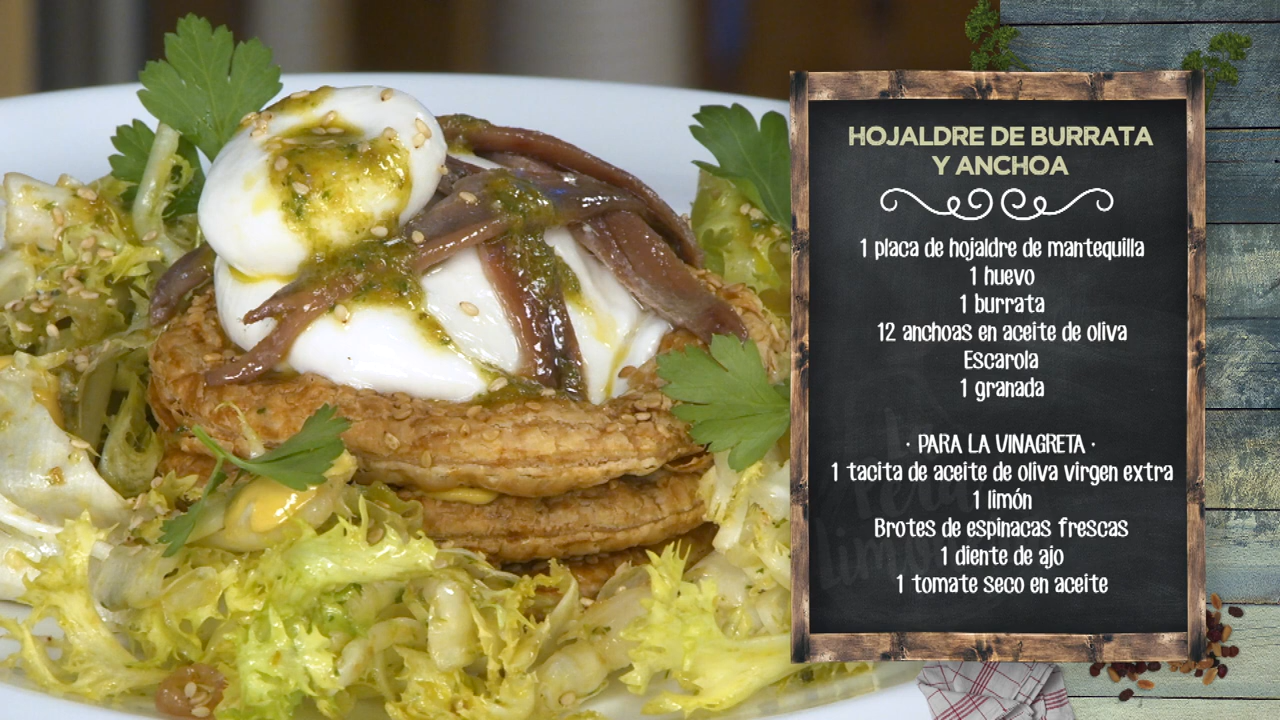 HOJALDRE DE BURRATA
Y ANCHOA
1 placa de hojaldre de mantequilla
1 huevo
1 burrata
12 anchoas en aceite de oliva
Escarola
1 granada
· PARA LA VINAGRETA ·
1 tacita de aceite de oliva virgen extra
1 limón
Brotes de espinacas frescas
1 diente de ajo
1 tomate seco en aceite